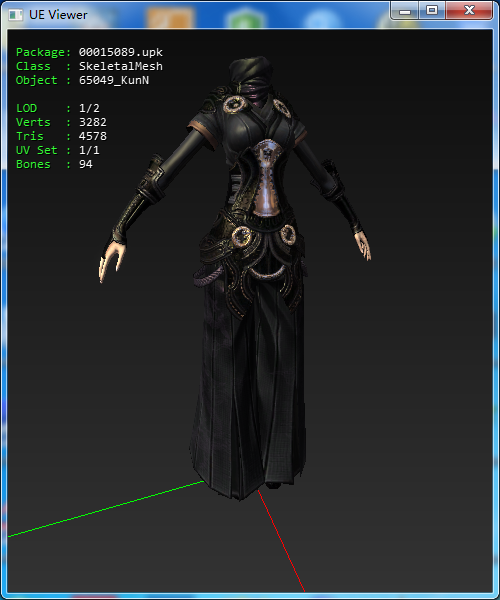 UE Viewer
Package: 00015089.upk
Class : SkeletalMesh
Object : 65049_KunN
LOD : 1/2
Verts : 3282
Tris : 4578
UV Set : 1/1
Bones : 94